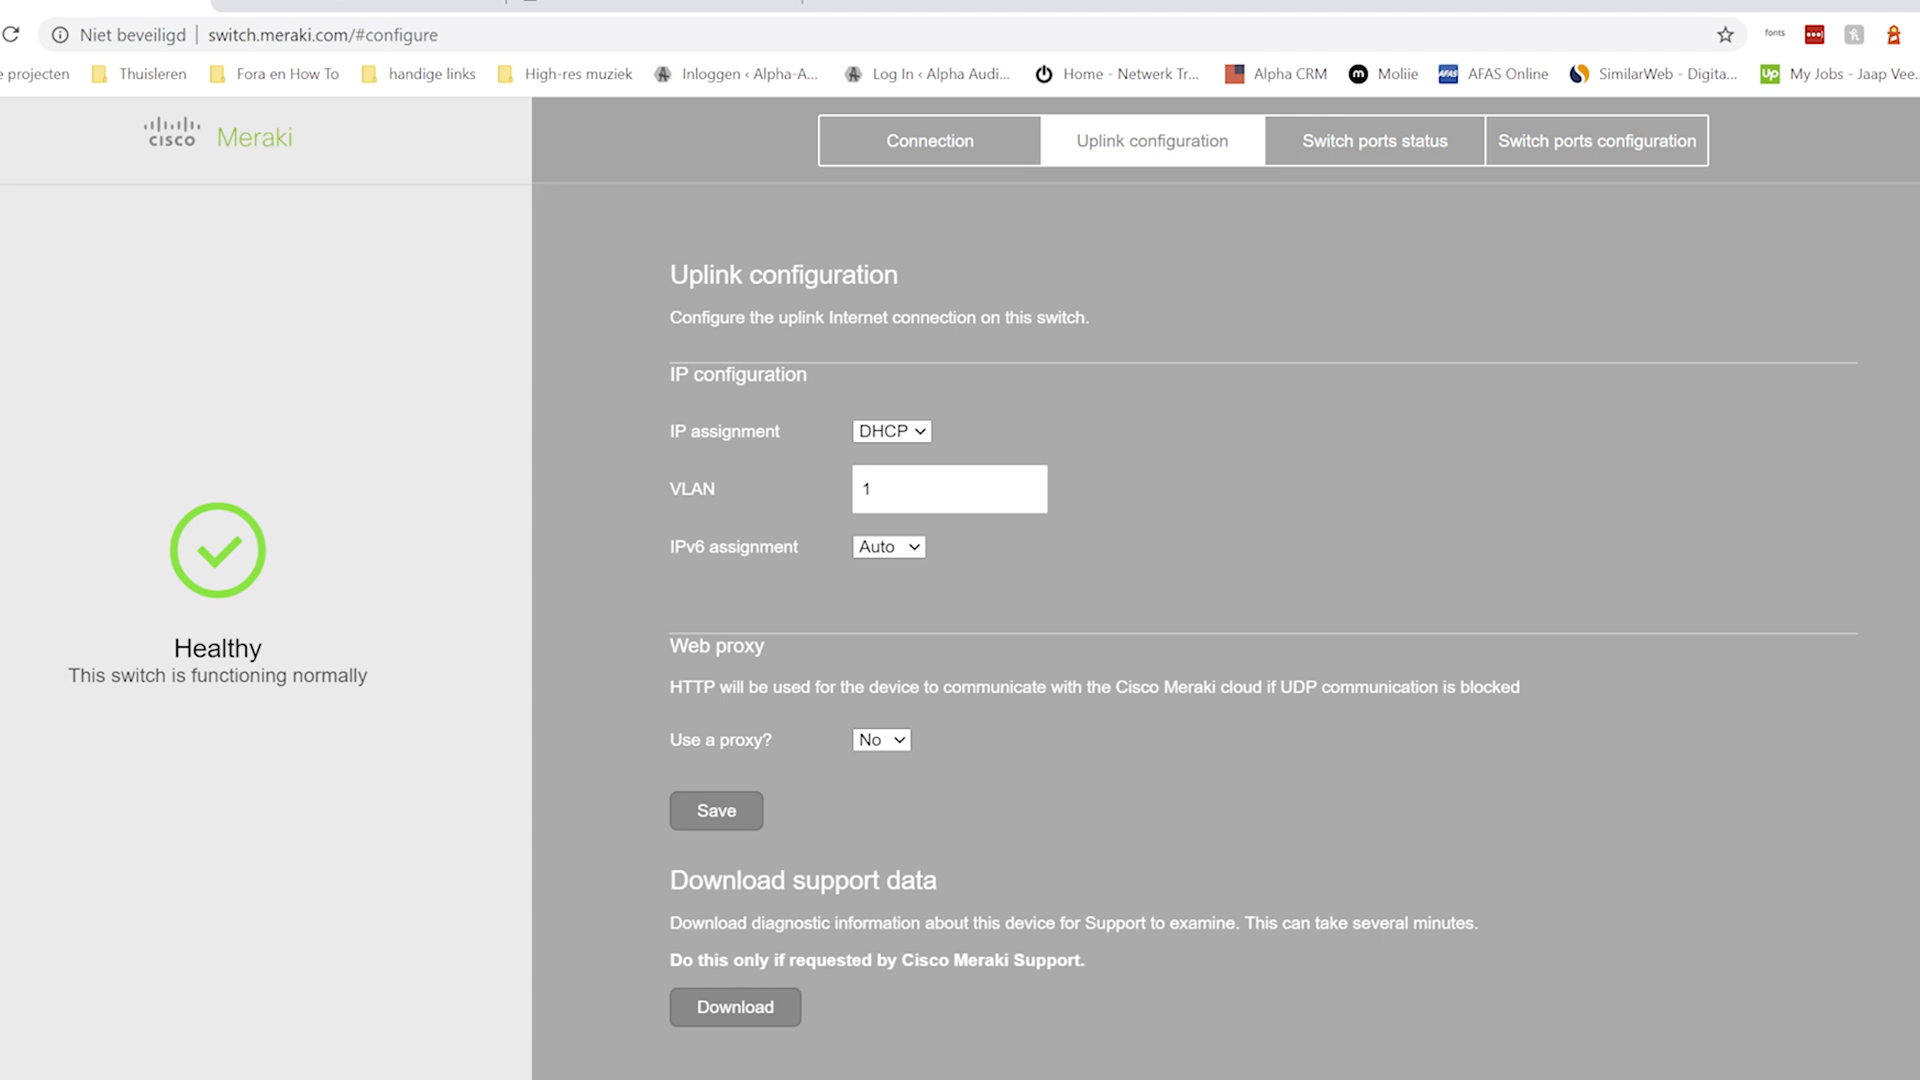 Niet beveiligd | switch.meraki.com/#configure
fonts
e projecten Thuisleren Fora en How To handige links High-res muziek Inloggen ‹ Alpha-A... Log In ‹ Alpha Audi... Home - Netwerk Tr... Alpha CRM Moliie AFAS Online SimilarWeb - Digita... Up My Jobs - Jaap Vee...
CISCO Meraki
Connection Uplink configuration Switch ports status Switch ports configuration
Uplink configuration
Configure the uplink Internet connection on this switch.
IP configuration
IP assignment DHCP
VLAN 1
IPv6 assignment Auto
Healthy
This switch is functioning normally
Web proxy
HTTP will be used for the device to communicate with the Cisco Meraki cloud if UDP communication is blocked
Use a proxy? No
Save
Download support data
Download diagnostic information about this device for Support to examine. This can take several minutes.
Do this only if requested by Cisco Meraki Support.
Download